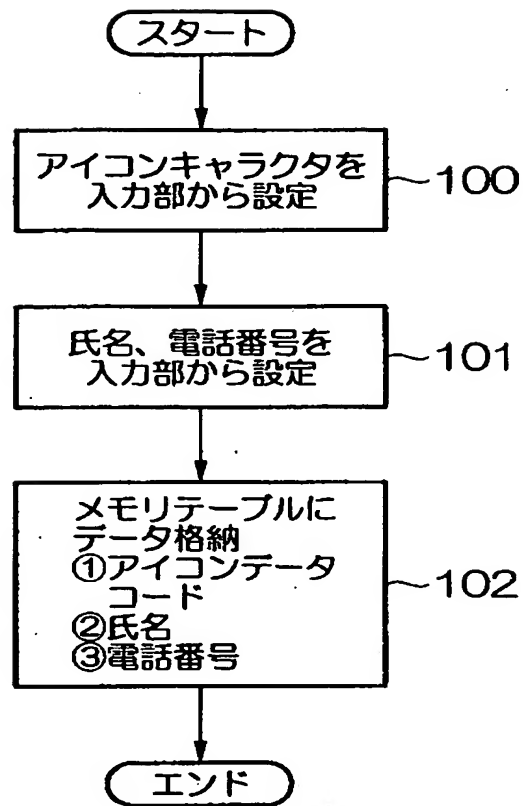 スタート
アイコンキャラクタを
入力部から設定
100
氏名、電話番号を
入力部から設定
101
メモリテーブルに
データ格納
①アイコンデータ
コード
②氏名
③電話番号
102
エンド